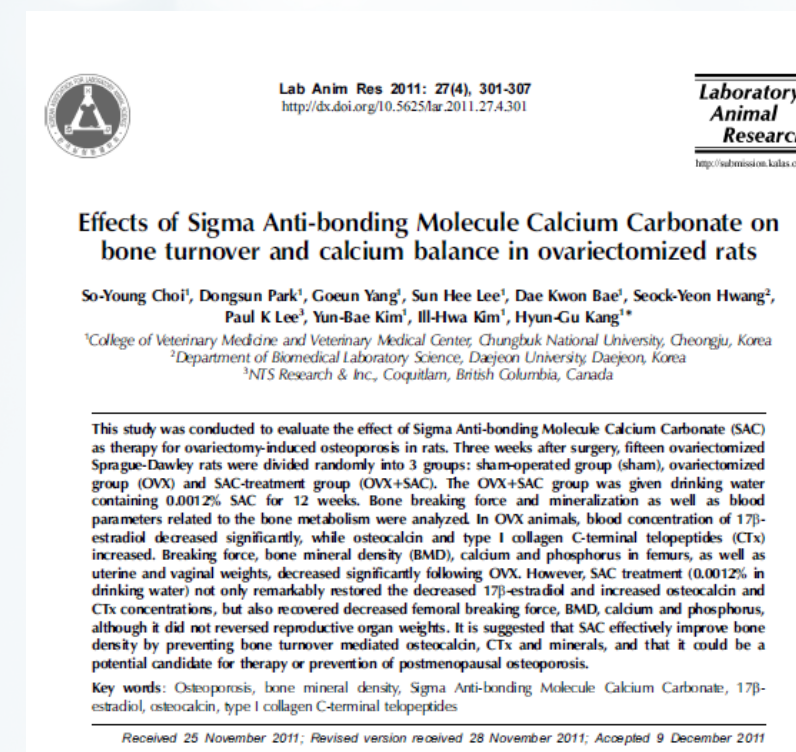 Lab Anim Res 2011: 27(4), 301-307
http://dx.doi.org/10.5625/lar.2011.27.4.301
Laboratory
Animal
Research
http://submission.kalas.o
Effects of Sigma Anti-bonding Molecule Calcium Carbonate on
bone turnover and calcium balance in ovariectomized rats
So-Young Choi¹, Dongsun Park¹, Goeun Yang¹, Sun Hee Lee¹, Dae Kwon Bae¹, Seock-Yeon Hwang²,
Paul K Lee³, Yun-Bae Kim¹, Ill-Hwa Kim¹, Hyun-Gu Kang¹*
¹College of Veterinary Medicine and Veterinary Medical Center, Chungbuk National University, Cheongju, Korea
²Department of Biomedical Laboratory Science, Daejeon University, Daejeon, Korea
³NTS Research & Inc., Coquitlam, British Columbia, Canada
This study was conducted to evaluate the effect of Sigma Anti-bonding Molecule Calcium Carbonate (SAC)
as therapy for ovariectomy-induced osteoporosis in rats. Three weeks after surgery, fifteen ovariectomized
Sprague-Dawley rats were divided randomly into 3 groups: sham-operated group (sham), ovariectomized
group (OVX) and SAC-treatment group (OVX+SAC). The OVX+SAC group was given drinking water
containing 0.0012% SAC for 12 weeks. Bone breaking force and mineralization as well as blood
parameters related to the bone metabolism were analyzed. In OVX animals, blood concentration of 17β-
estradiol decreased significantly, while osteocalcin and type I collagen C-terminal telopeptides (CTx)
increased. Breaking force, bone mineral density (BMD), calcium and phosphorus in femurs, as well as
uterine and vaginal weights, decreased significantly following OVX. However, SAC treatment (0.0012% in
drinking water) not only remarkably restored the decreased 17β-estradiol and increased osteocalcin and
CTx concentrations, but also recovered decreased femoral breaking force, BMD, calcium and phosphorus,
although it did not reversed reproductive organ weights. It is suggested that SAC effectively improve bone
density by preventing bone turnover mediated osteocalcin, CTx and minerals, and that it could be a
potential candidate for therapy or prevention of postmenopausal osteoporosis.
Key words: Osteoporosis, bone mineral density, Sigma Anti-bonding Molecule Calcium Carbonate, 17β-
estradiol, osteocalcin, type I collagen C-terminal telopeptides
Received 25 November 2011; Revised version received 28 November 2011; Accepted 9 December 2011